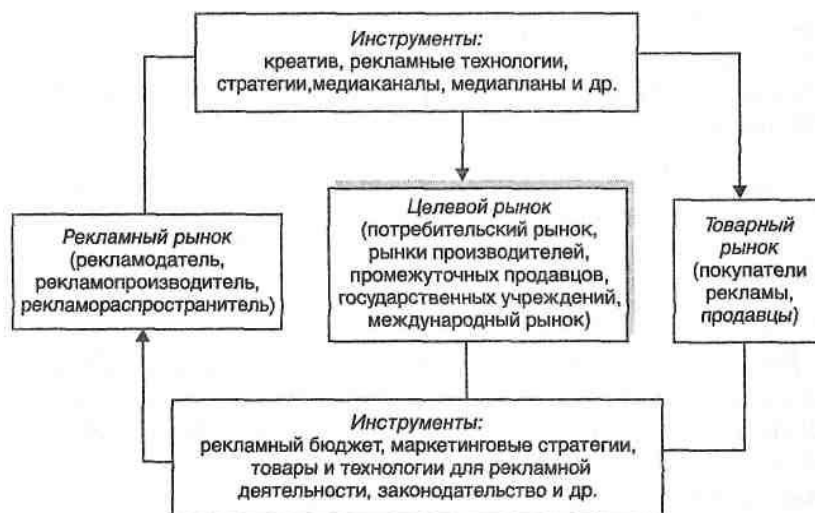 Инструменты:
креатив, рекламные технологии,
стратегии,медиаканалы, медиапланы и др.
Рекламный рынок
(рекламодатель,
рекламопроизводитель,
рекламораспространитель)
Целевой рынок
(потребительский рынок,
рынки производителей,
промежуточных продавцов,
государственных учреждений,
международный рынок)
Товарный
рынок
(покупатели
рекламы,
продавцы)
Инструменты:
рекламный бюджет, маркетинговые стратегии,
товары и технологии для рекламной
деятельности, законодательство и др.